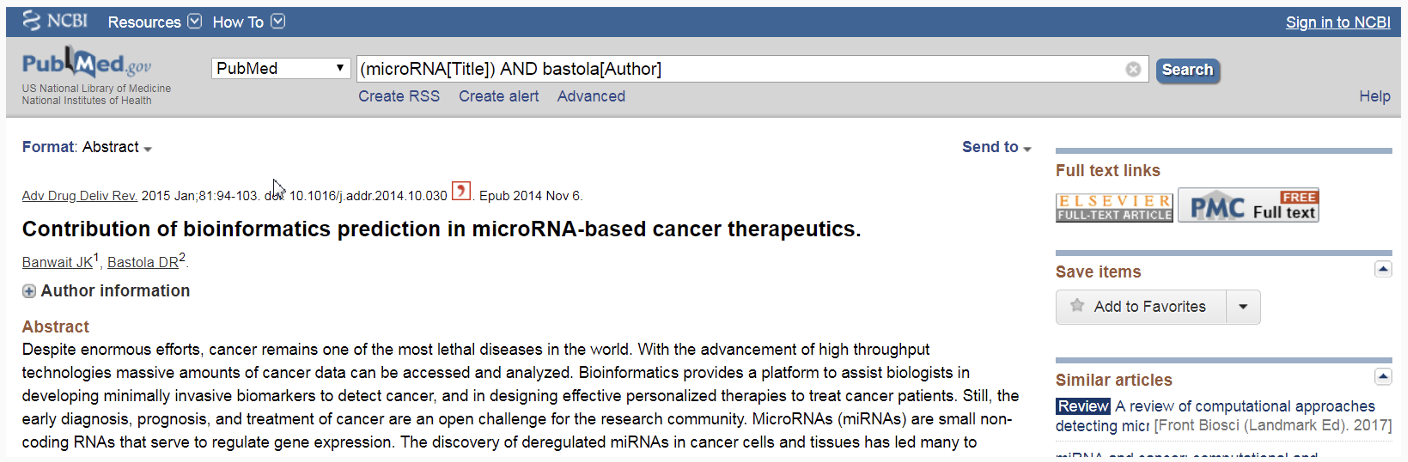 NCBI Resources How To Sign in to NCBI
PubMed.gov
US National Library of Medicine
National Institutes of Health
PubMed (microRNA[Title]) AND bastola[Author] Search
Create RSS Create alert Advanced Help
Format: Abstract Send to
Adv Drug Deliv Rev. 2015 Jan;81:94-103. doi: 10.1016/j.addr.2014.10.030 . Epub 2014 Nov 6.
Contribution of bioinformatics prediction in microRNA-based cancer therapeutics.
Banwait JK1, Bastola DR2.
Author information
Abstract
Despite enormous efforts, cancer remains one of the most lethal diseases in the world. With the advancement of high throughput
technologies massive amounts of cancer data can be accessed and analyzed. Bioinformatics provides a platform to assist biologists in
developing minimally invasive biomarkers to detect cancer, and in designing effective personalized therapies to treat cancer patients. Still, the
early diagnosis, prognosis, and treatment of cancer are an open challenge for the research community. MicroRNAs (miRNAs) are small non-
coding RNAs that serve to regulate gene expression. The discovery of deregulated miRNAs in cancer cells and tissues has led many to
Full text links
ELSEVIER
FULL-TEXT ARTICLE
PMC FREE
Full text
Save items
Add to Favorites
Similar articles
Review A review of computational approaches
detecting micr [Front Biosci (Landmark Ed). 2017]
miRNA and cancer: computational and